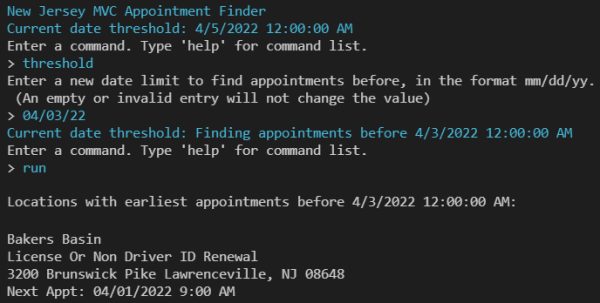 New Jersey MVC Appointment Finder
Current date threshold: 4/5/2022 12:00:00 AM
Enter a command. Type 'help' for command list.
> threshold
Enter a new date limit to find appointments before, in the format mm/dd/yy.
(An empty or invalid entry will not change the value)
> 04/03/22
Current date threshold: Finding appointments before 4/3/2022 12:00:00 AM
Enter a command. Type 'help' for command list.
> run
Locations with earliest appointments before 4/3/2022 12:00:00 AM:
Bakers Basin
License Or Non Driver ID Renewal
3200 Brunswick Pike Lawrenceville, NJ 08648
Next Appt: 04/01/2022 9:00 AM